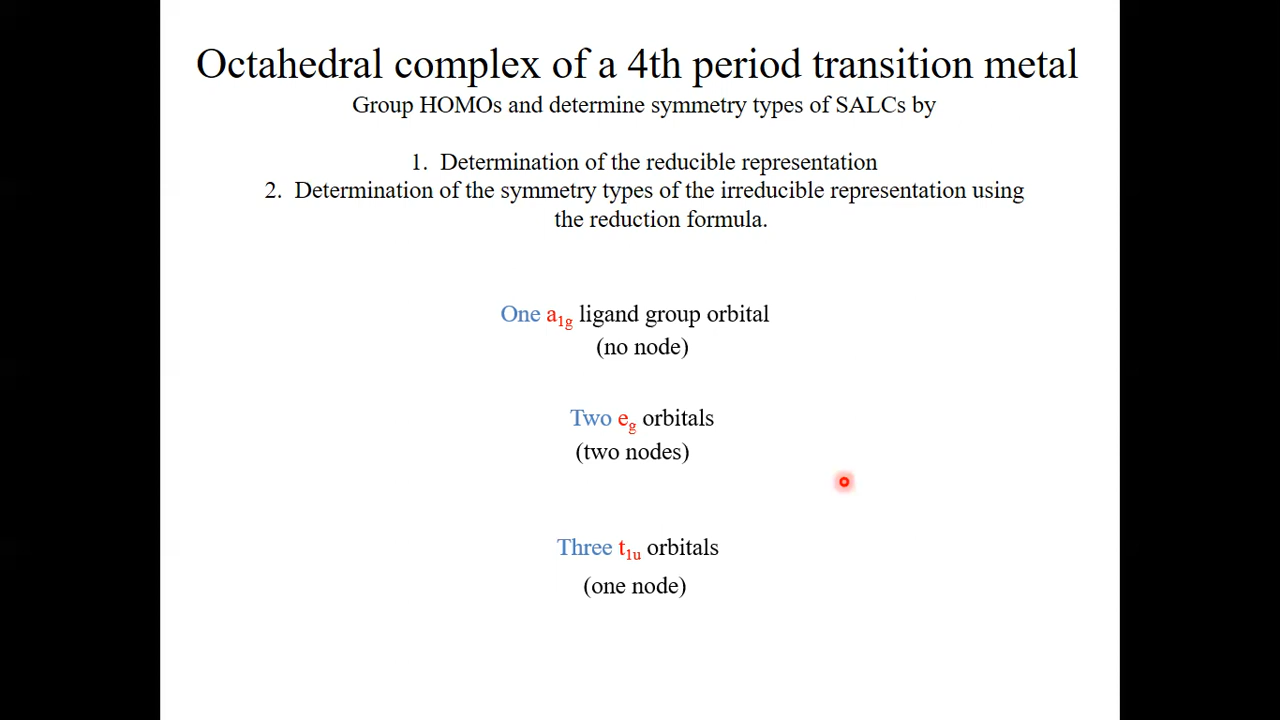 Octahedral complex of a 4th period transition metal
Group HOMOs and determine symmetry types of SALCs by
1. Determination of the reducible representation
2. Determination of the symmetry types of the irreducible representation using
the reduction formula.
One a1g ligand group orbital
(no node)
Two eg orbitals
(two nodes)
Three t1u orbitals
(one node)